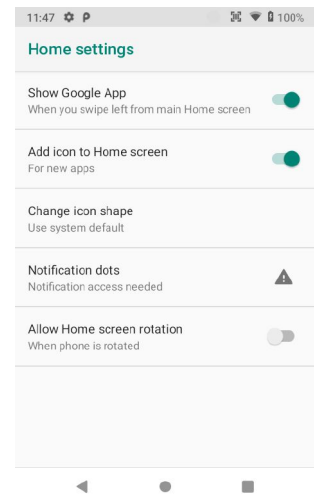 11:47 100%
Home settings
Show Google App
When you swipe left from main Home screen
Add icon to Home screen
For new apps
Change icon shape
Use system default
Notification dots
Notification access needed
Allow Home screen rotation
When phone is rotated